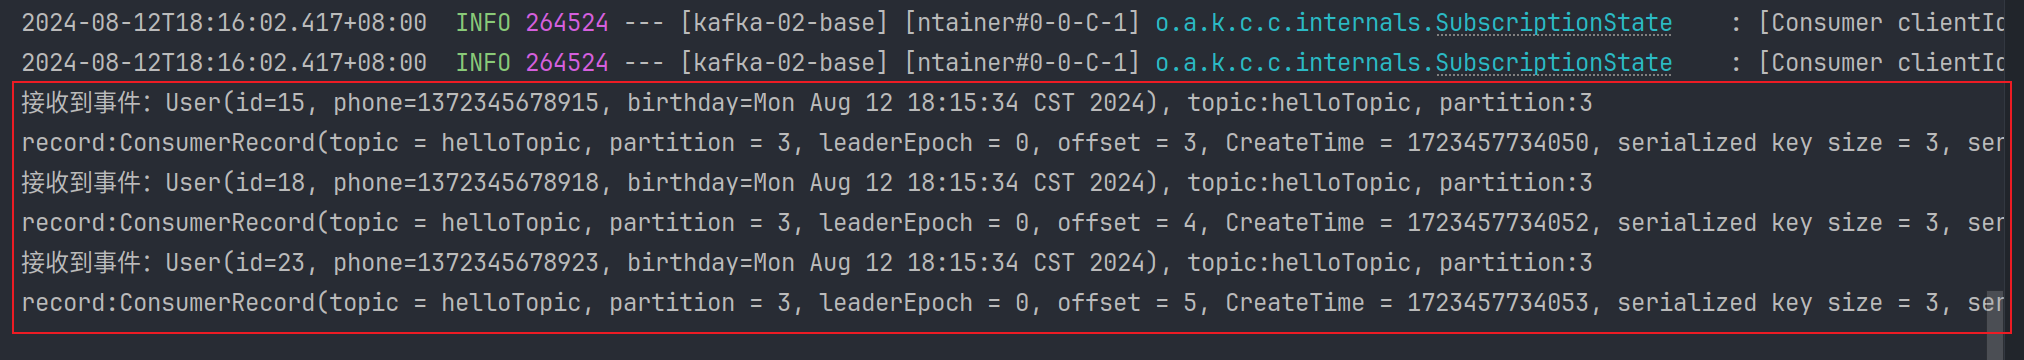 2024-08-12T18:16:02.417+08:00  INFO 264524 --- [kafka-02-base] [ntainer#0-0-C-1] o.a.k.c.c.internals.SubscriptionState    : [Consumer clientId
2024-08-12T18:16:02.417+08:00  INFO 264524 --- [kafka-02-base] [ntainer#0-0-C-1] o.a.k.c.c.internals.SubscriptionState    : [Consumer clientId
接收到事件：User(id=15, phone=1372345678915, birthday=Mon Aug 12 18:15:34 CST 2024), topic:helloTopic, partition:3
record:ConsumerRecord(topic = helloTopic, partition = 3, leaderEpoch = 0, offset = 3, CreateTime = 1723457734050, serialized key size = 3, ser
接收到事件：User(id=18, phone=1372345678918, birthday=Mon Aug 12 18:15:34 CST 2024), topic:helloTopic, partition:3
record:ConsumerRecord(topic = helloTopic, partition = 3, leaderEpoch = 0, offset = 4, CreateTime = 1723457734052, serialized key size = 3, ser
接收到事件：User(id=23, phone=1372345678923, birthday=Mon Aug 12 18:15:34 CST 2024), topic:helloTopic, partition:3
record:ConsumerRecord(topic = helloTopic, partition = 3, leaderEpoch = 0, offset = 5, CreateTime = 1723457734053, serialized key size = 3, ser